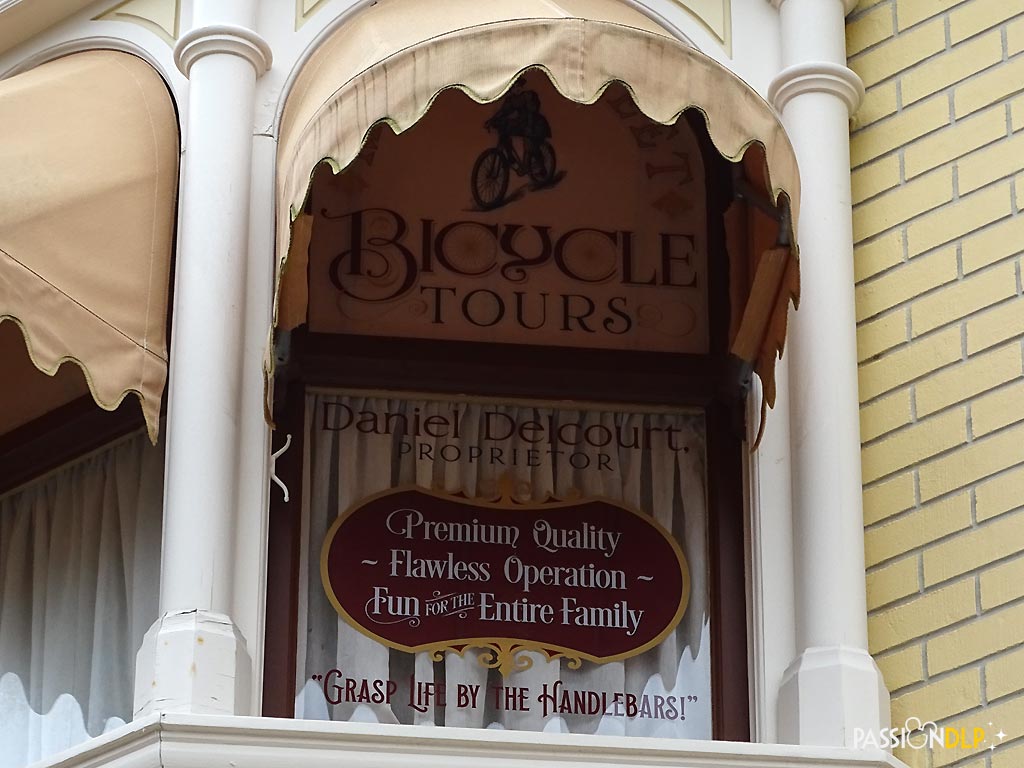 BICYCLE
TOURS
Daniel Delcourt,
PROPRIETOR
Premium Quality
~ Flawless Operation ~
Fun FOR THE Entire Family
"GRASP LIFE BY THE HANDLEBARS!"
PASSIONDLP